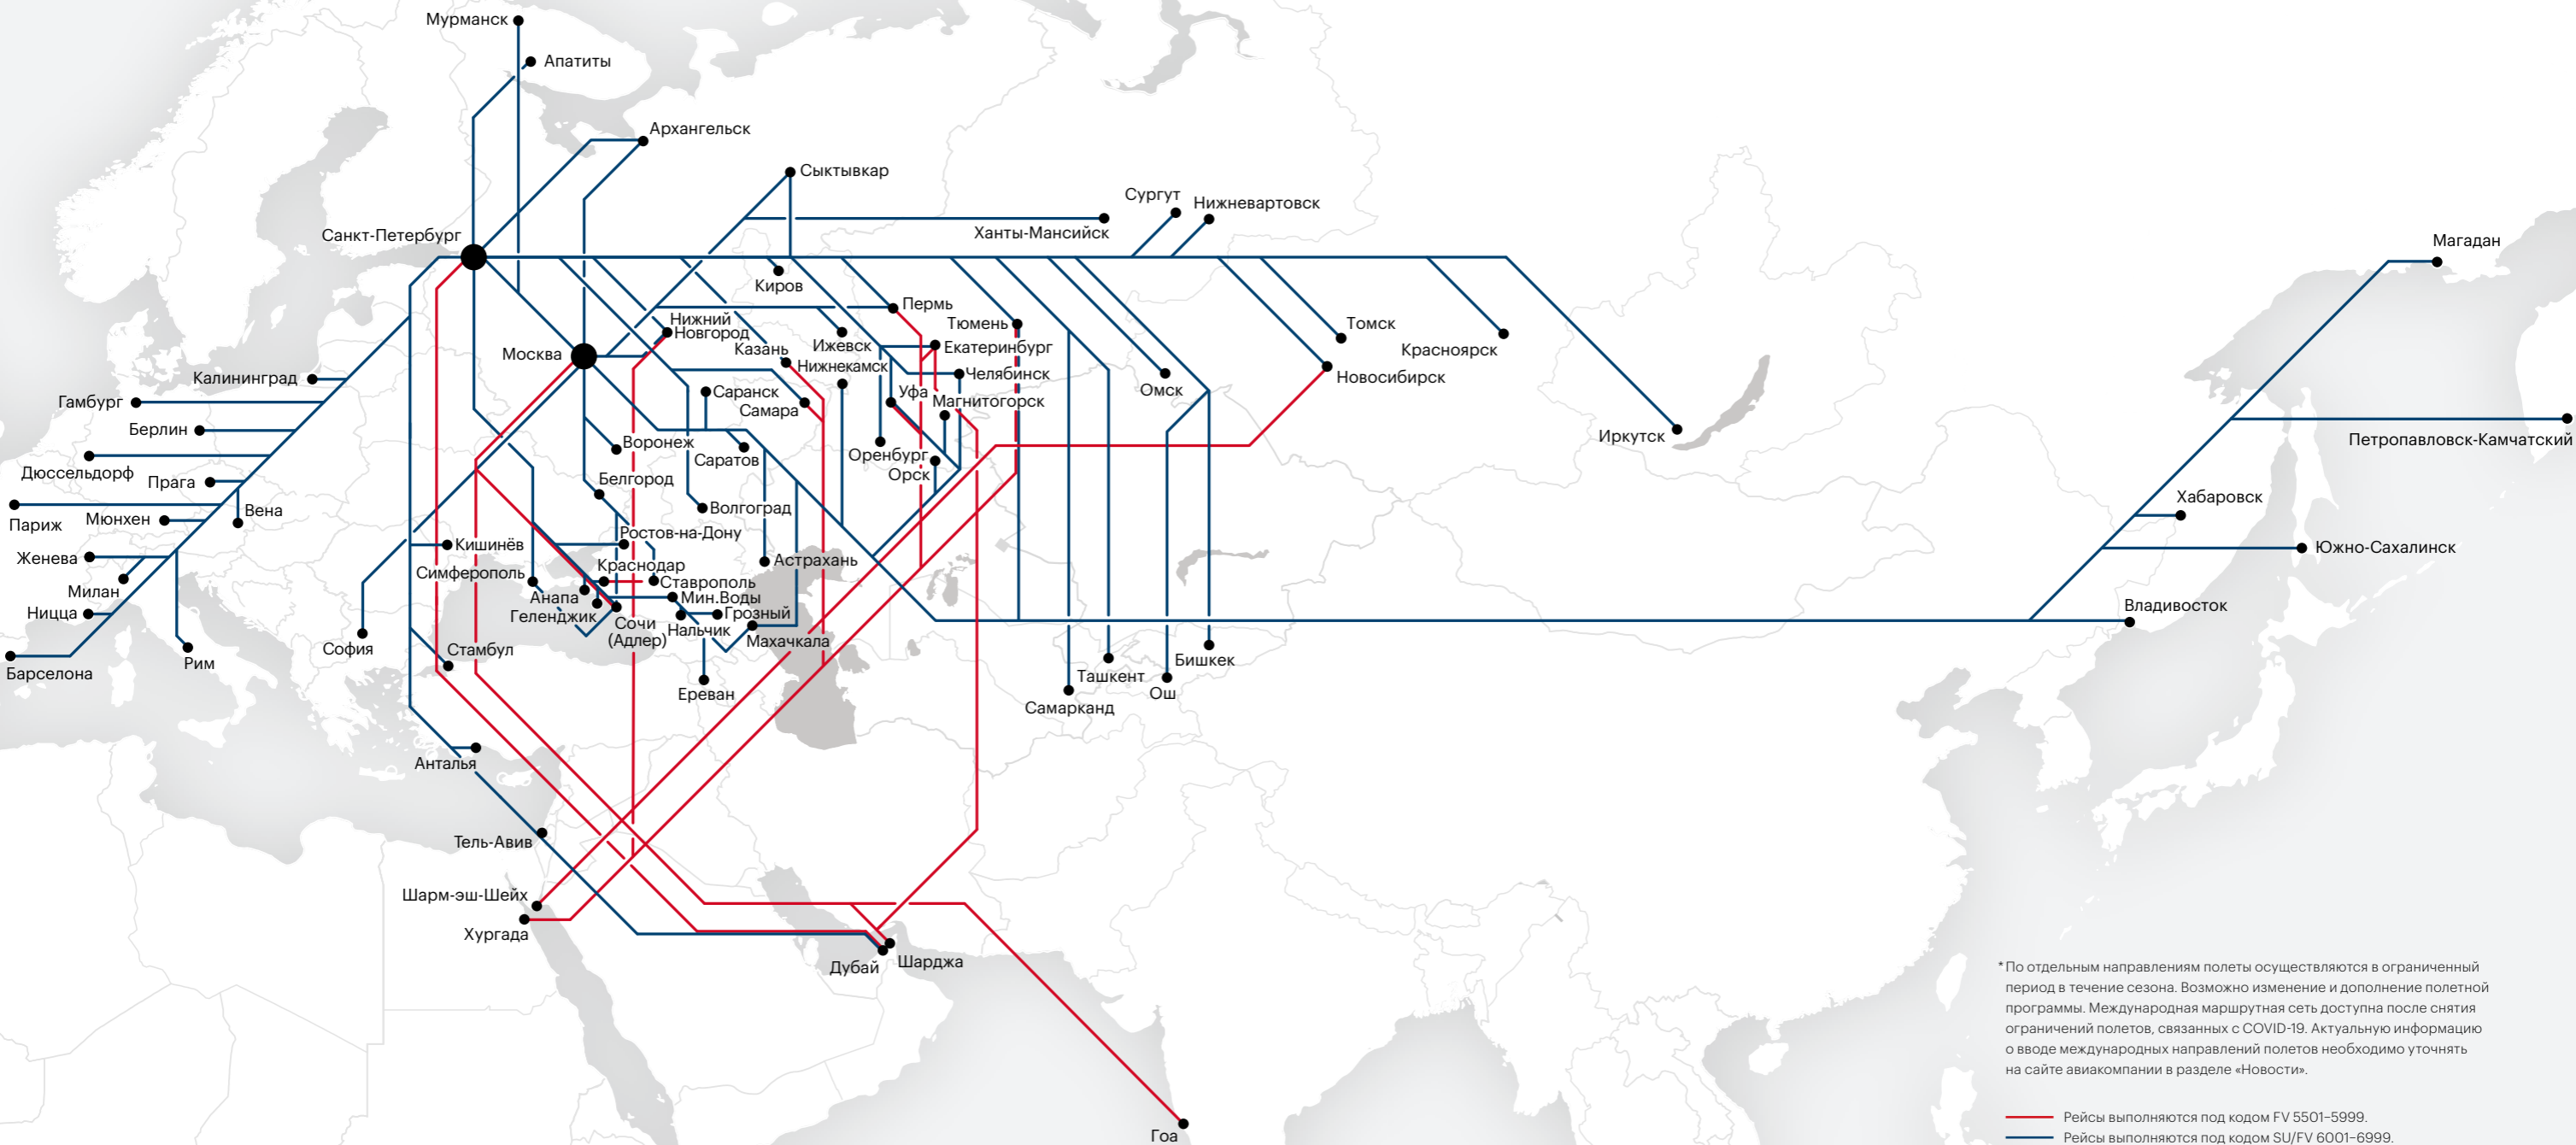 Мурманск
Апатиты
Архангельск
Сыктывкар
Сургут
Нижневартовск
Ханты-Мансийск
Санкт-Петербург
Магадан
Киров
Пермь
Нижний
Новгород
Тюмень
Томск
Москва
Казань
Ижевск
Екатеринбург
Красноярск
Нижнекамск
Челябинск
Новосибирск
Калининград
Омск
Гамбург
Саранск
Самара
Уфа
Магнитогорск
Берлин
Иркутск
Петропавловск-Камчатский
Воронеж
Саратов
Оренбург
Дюссельдорф
Прага
Орск
Белгород
Хабаровск
Париж
Мюнхен
Вена
Волгоград
Ростов-на-Дону
Кишинёв
Южно-Сахалинск
Женева
Астрахань
Краснодар
Симферополь
Ставрополь
Милан
Анапа
Мин.Воды
Владивосток
Ницца
Геленджик
Грозный
Сочи
(Адлер)
Нальчик
Махачкала
София
Стамбул
Рим
Бишкек
Барселона
Ташкент
Ереван
Ош
Самарканд
Анталья
Тель-Авив
Шарм-эш-Шейх
Хургада
Дубай
Шарджа
Гоа
* По отдельным направлениям полеты осуществляются в ограниченный
период в течение сезона. Возможно изменение и дополнение полетной
программы. Международная маршрутная сеть доступна после снятия
ограничений полетов, связанных с COVID-19. Актуальную информацию
о вводе международных направлений полетов необходимо уточнять
на сайте авиакомпании в разделе «Новости».
Рейсы выполняются под кодом FV 5501–5999.
Рейсы выполняются под кодом SU/FV 6001–6999.